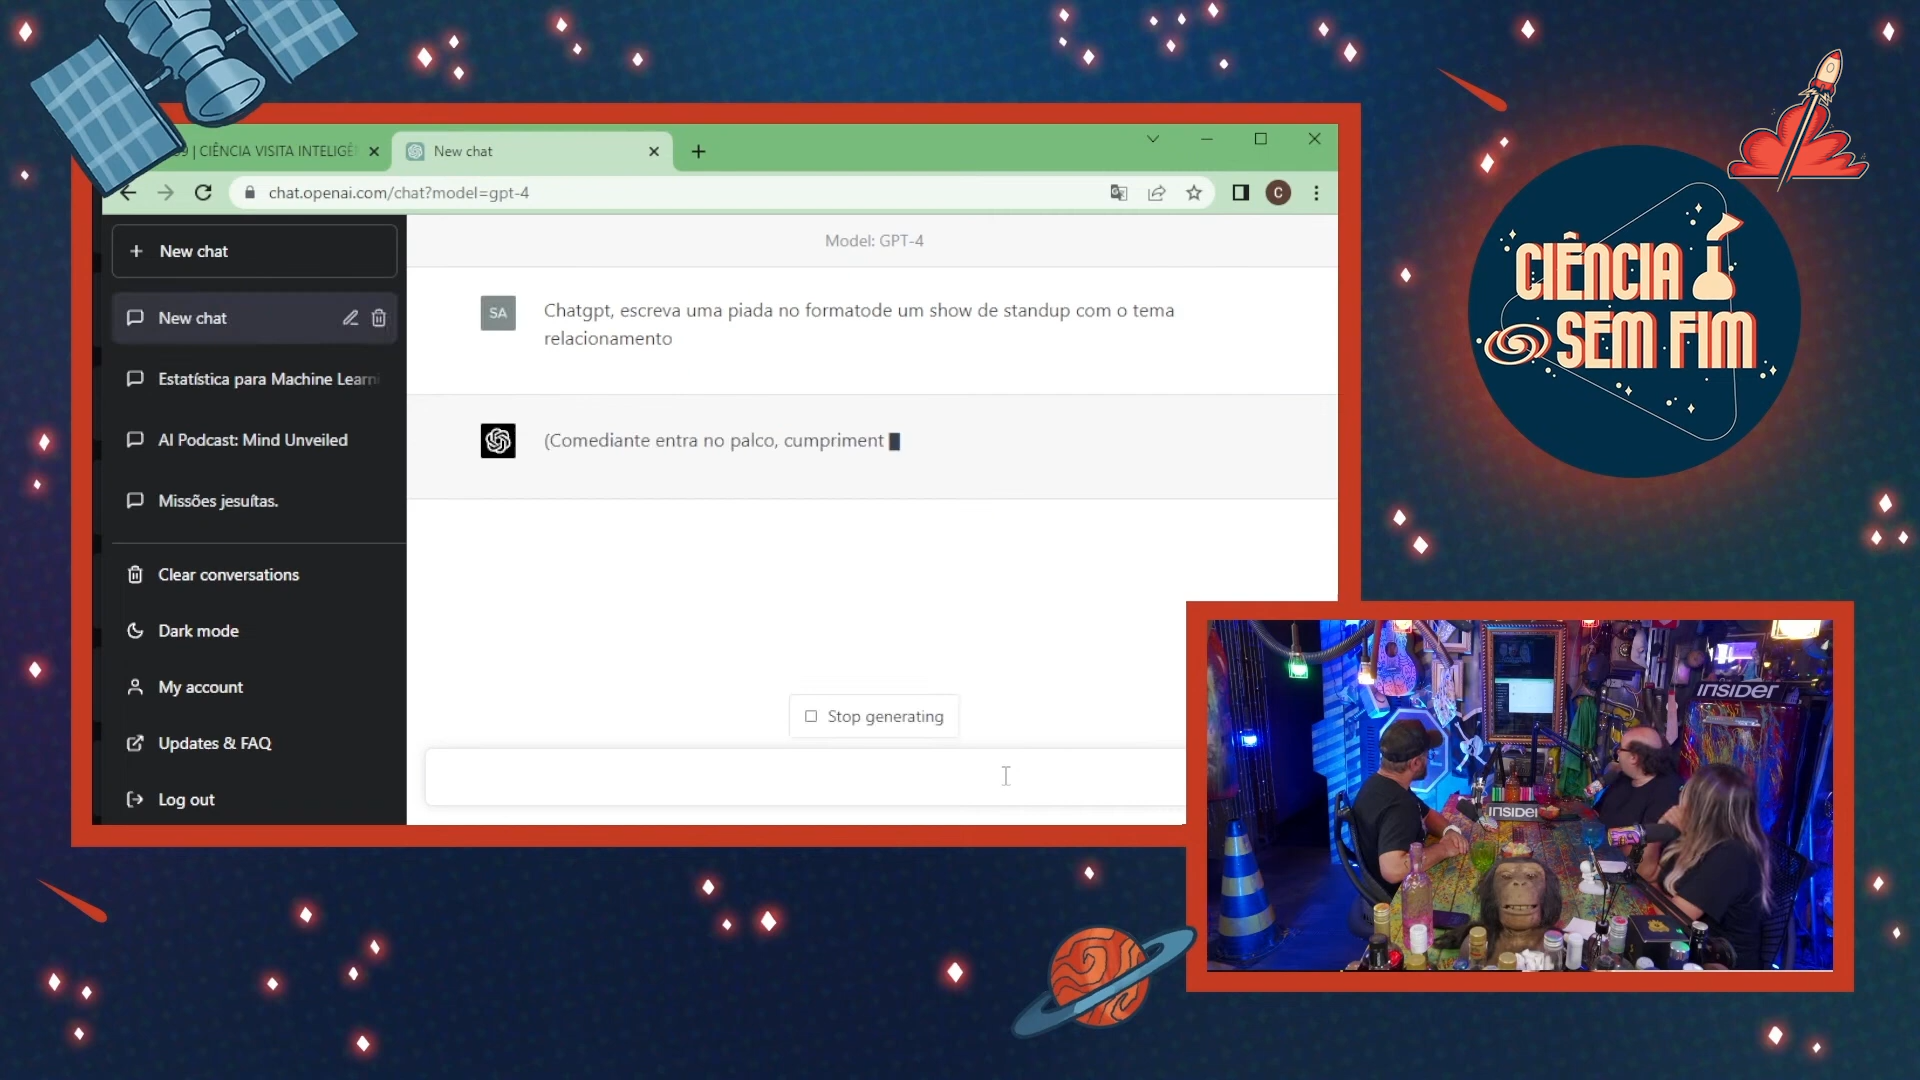 9 | CIÊNCIA VISITA INTELIGÊ
New chat
chat.openai.com/chat?model=gpt-4
C
New chat
New chat
Estatística para Machine Learni
AI Podcast: Mind Unveiled
Missões jesuítas.
Clear conversations
Dark mode
My account
Updates & FAQ
Log out
Model: GPT-4
SA
Chatgpt, escreva uma piada no formatode um show de standup com o tema
relacionamento
(Comediante entra no palco, cumpriment
Stop generating
CIÊNCIA
SEM FIM
INSIDER
INSIDER